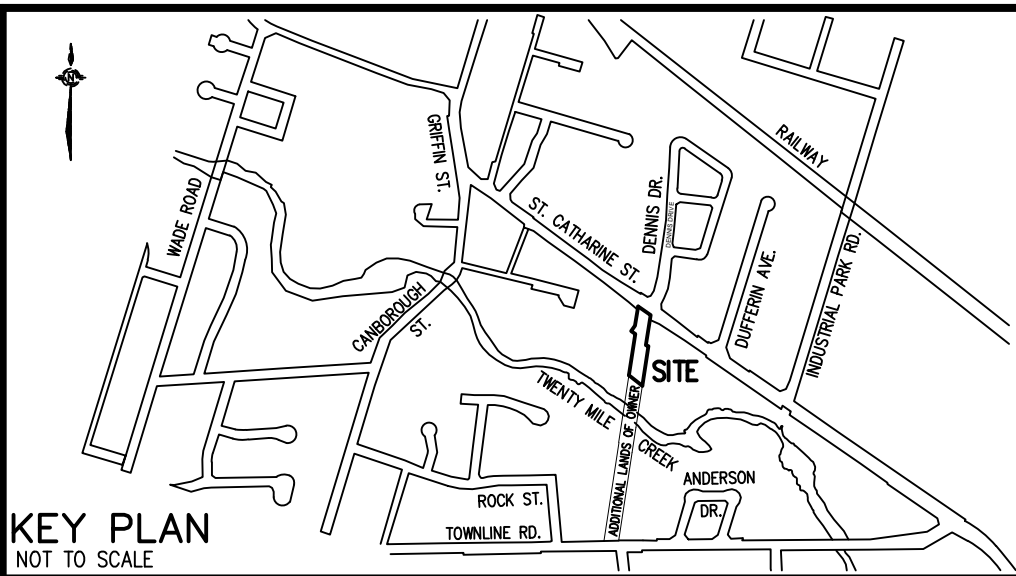 N
WADE ROAD
GRIFFIN ST.
RAILWAY
ST. CATHARINE ST.
DENNIS DR.
DENNIS DRIVE
DUFFERIN AVE.
INDUSTRIAL PARK RD.
CANBOROUGH
ST.
SITE
TWENTY MILE
CREEK
ADDITIONAL LANDS OF OWNER
ANDERSON
DR.
ROCK ST.
TOWNLINE RD.
KEY PLAN
NOT TO SCALE